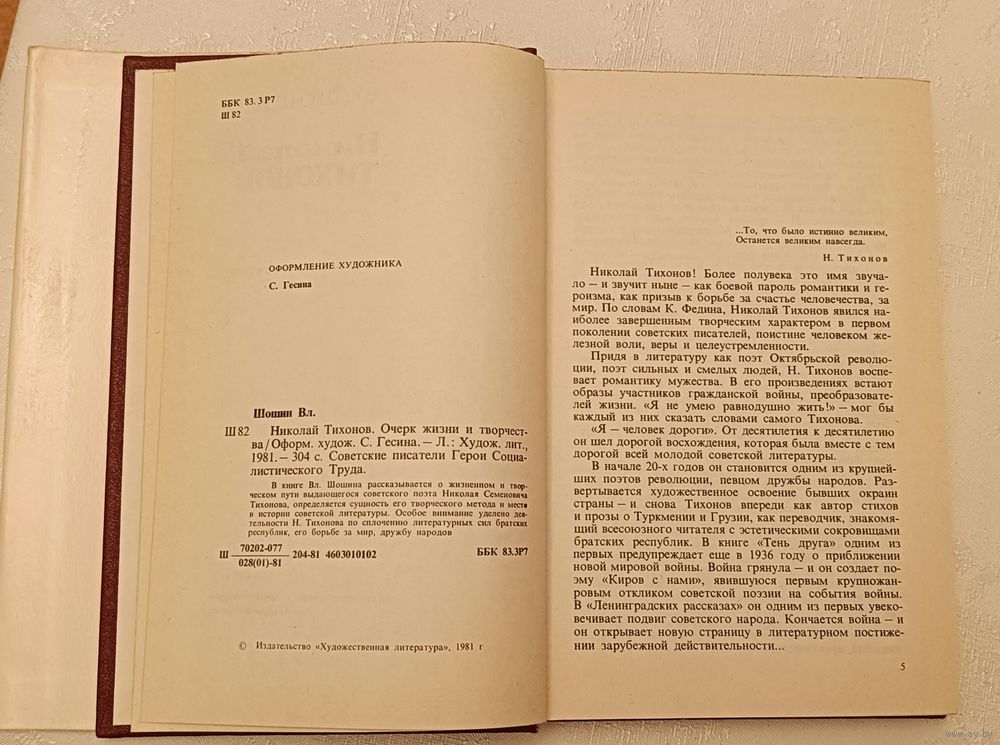 ББК 83.3Р7
Ш 82
ОФОРМЛЕНИЕ ХУДОЖНИКА
С. Гесина
Шошин Вл.
Ш 82 Николай Тихонов. Очерк жизни и творчест-
ва/Оформ. худож. С. Гесина. — Л.: Худож. лит.,
1981. — 304 с. Советские писатели Герои Социа-
листического Труда.
В книге Вл. Шошина рассказывается о жизненном и твор-
ческом пути выдающегося советского поэта Николая Семеновича
Тихонова, определяется сущность его творческого метода и место
в истории советской литературы. Особое внимание уделено дея-
тельности Н. Тихонова по сплочению литературных сил братских
республик, его борьбе за мир, дружбу народов
Ш 70202-077 204-81 4603010102 ББК 83.3Р7
028(01)-81
© Издательство «Художественная литература», 1981 г
...То, что было истинно великим,
Останется великим навсегда.
Н. Тихонов
Николай Тихонов! Более полувека это имя звуча-
ло — и звучит ныне — как боевой пароль романтики и ге-
роизма, как призыв к борьбе за счастье человечества, за
мир. По словам К. Федина, Николай Тихонов явился наи-
более завершенным творческим характером в первом
поколении советских писателей, поистине человеком же-
лезной воли, веры и целеустремленности.
Придя в литературу как поэт Октябрьской револю-
ции, поэт сильных и смелых людей, Н. Тихонов воспе-
вает романтику мужества. В его произведениях встают
образы участников гражданской войны, преобразовате-
лей жизни. «Я не умею равнодушно жить!» — мог бы
каждый из них сказать словами самого Тихонова.
«Я — человек дороги». От десятилетия к десятилетию
он шел дорогой восхождения, которая была вместе с тем
дорогой всей молодой советской литературы.
В начале 20-х годов он становится одним из крупней-
ших поэтов революции, певцом дружбы народов. Раз-
вертывается художественное освоение бывших окраин
страны — и снова Тихонов впереди как автор стихов
и прозы о Туркмении и Грузии, как переводчик, знакомя-
щий всесоюзного читателя с эстетическими сокровищами
братских республик. В книге «Тень друга» одним из
первых предупреждает еще в 1936 году о приближении
новой мировой войны. Война грянула — и он создает по-
эму «Киров с нами», явившуюся первым крупножан-
ровым откликом советской поэзии на события войны.
В «Ленинградских рассказах» он одним из первых увеко-
вечивает подвиг советского народа. Кончается война — и
он открывает новую страницу в литературном постиже-
нии зарубежной действительности...
5
www.ay.by